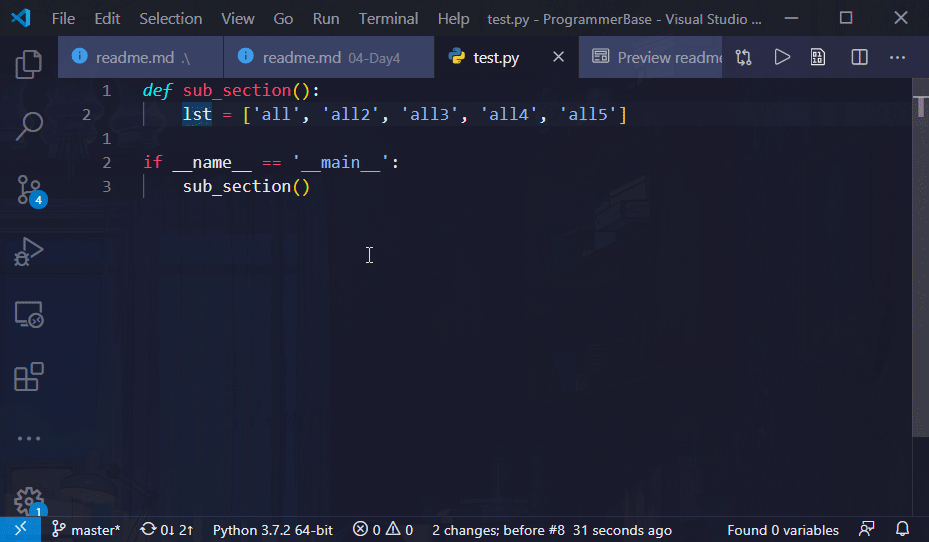 File Edit Selection View Go Run Terminal Help test.py - ProgrammerBase - Visual Studio ...
readme.md .\ readme.md 04-Day4 test.py Preview readme
1 def sub_section():
2 lst = ['all', 'all2', 'all3', 'all4', 'all5']
1
2 if __name__ == '__main__':
3 sub_section()
4
1
master* 0↓ 2↑ Python 3.7.2 64-bit 0 0 2 changes; before #8 31 seconds ago Found 0 variables